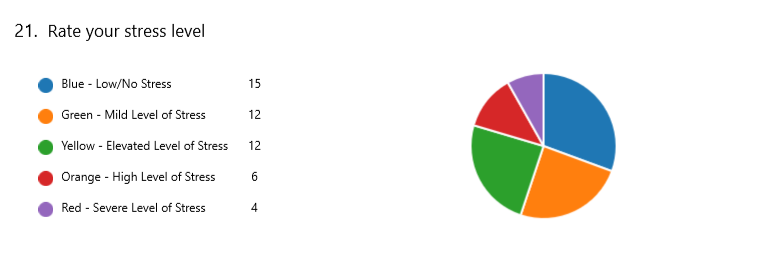 21. Rate your stress level
Blue - Low/No Stress 15
Green - Mild Level of Stress 12
Yellow - Elevated Level of Stress 12
Orange - High Level of Stress 6
Red - Severe Level of Stress 4